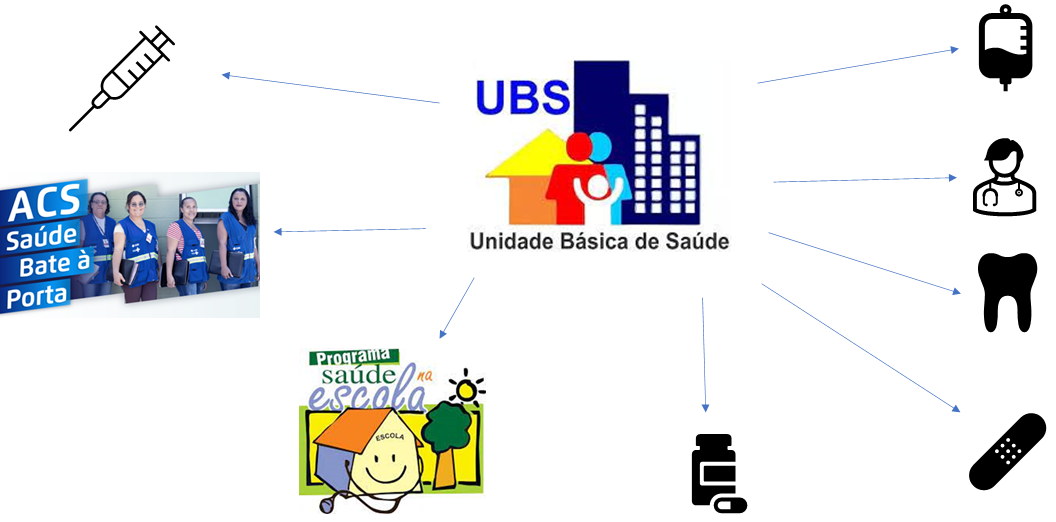 UBS
Unidade Básica de Saúde
ACS
Saúde
Bate à
Porta
Programa
saúde na
escola
ESCOLA